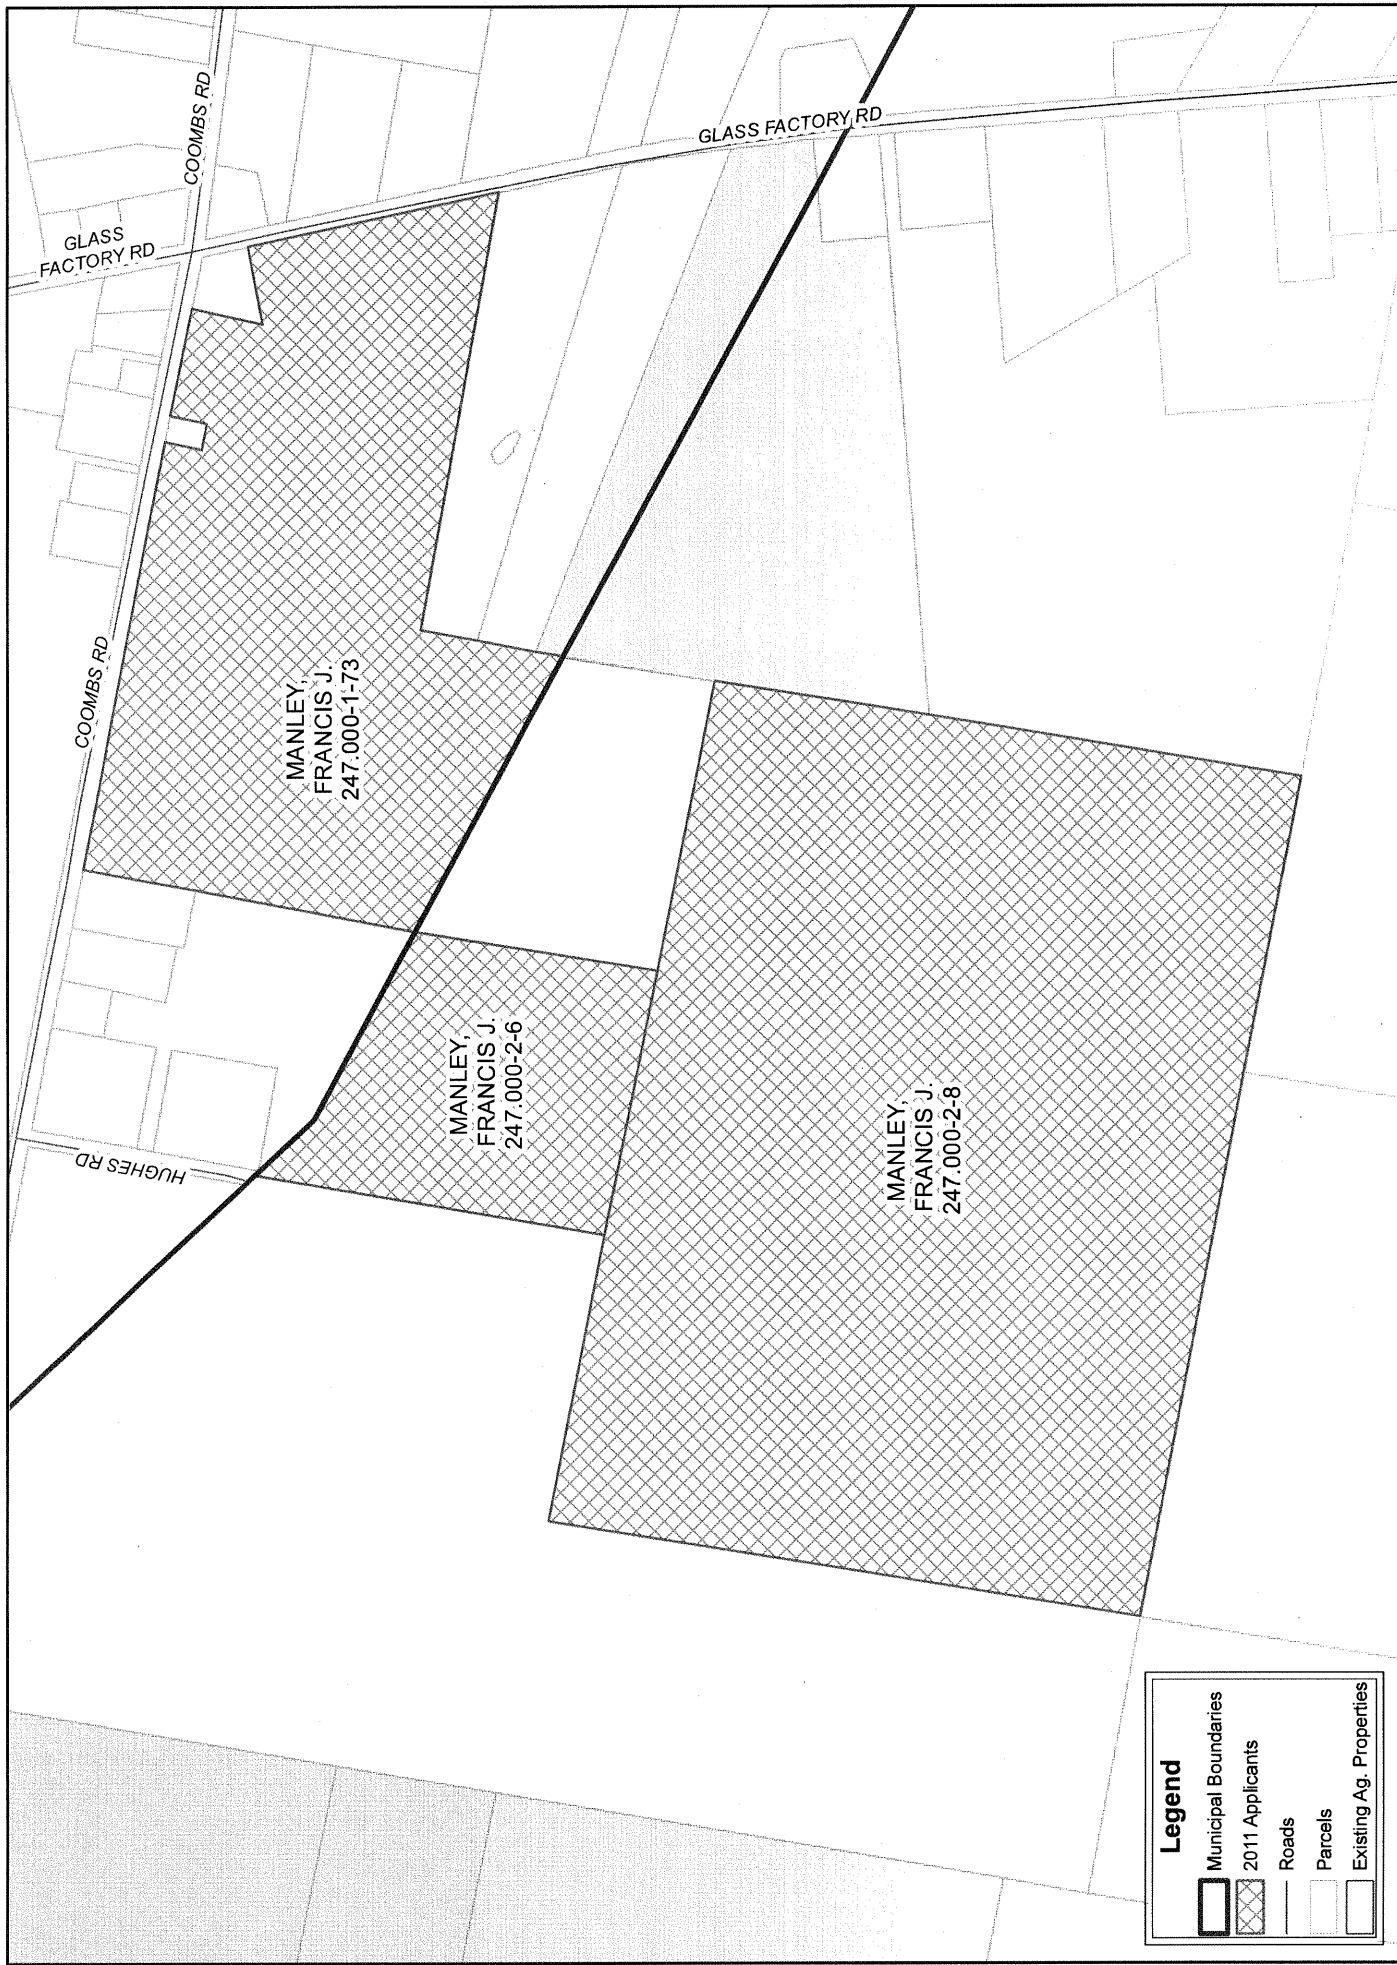 COOMBS RD
GLASS FACTORY RD
GLASS
FACTORY RD
COOMBS RD
MANLEY,
FRANCIS J.
247.000-1-73
HUGHES RD
MANLEY,
FRANCIS J.
247.000-2-6
MANLEY,
FRANCIS J.
247.000-2-8
Legend
Municipal Boundaries
2011 Applicants
Roads
Parcels
Existing Ag. Properties